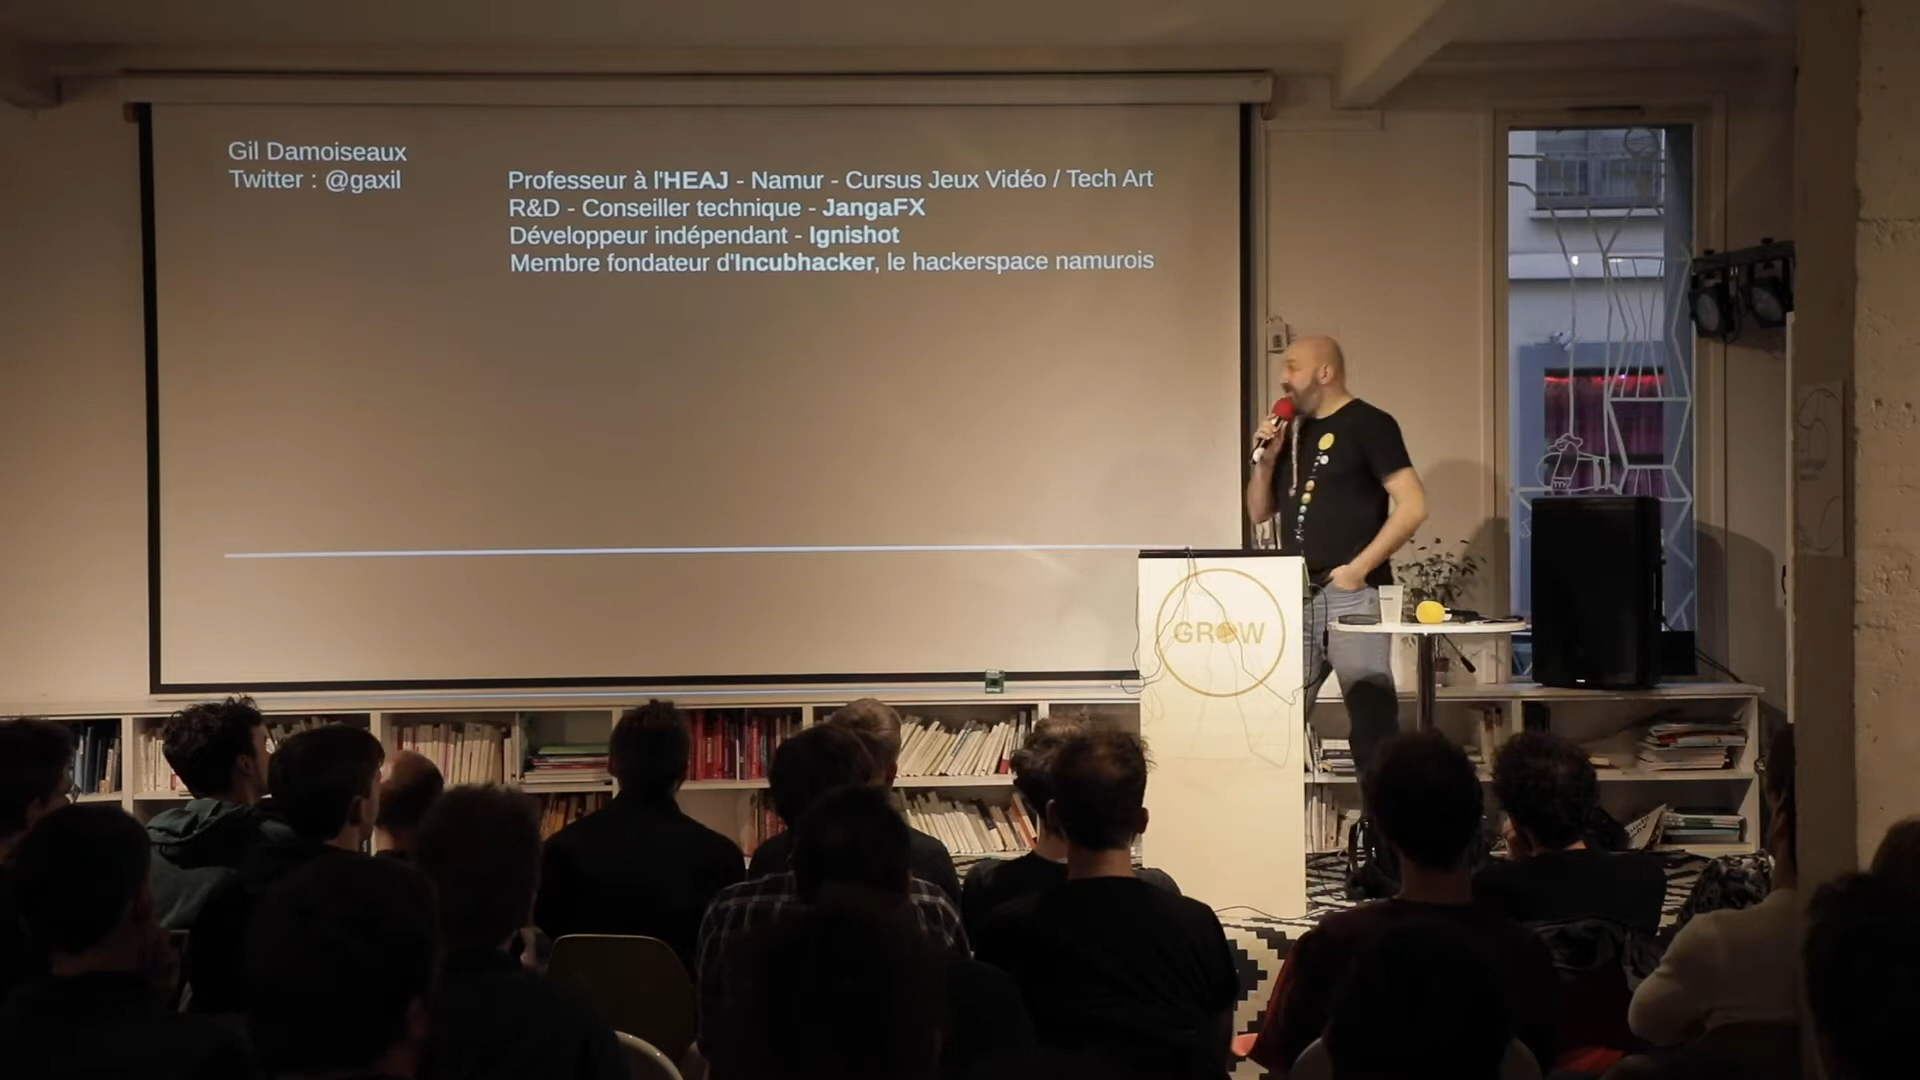 Gil Damoiseaux
Twitter : @gaxil
Professeur à l'HEAJ - Namur - Cursus Jeux Vidéo / Tech Art
R&D - Conseiller technique - JangaFX
Développeur indépendant - Ignishot
Membre fondateur d'Incubhacker, le hackerspace namurois
GROW